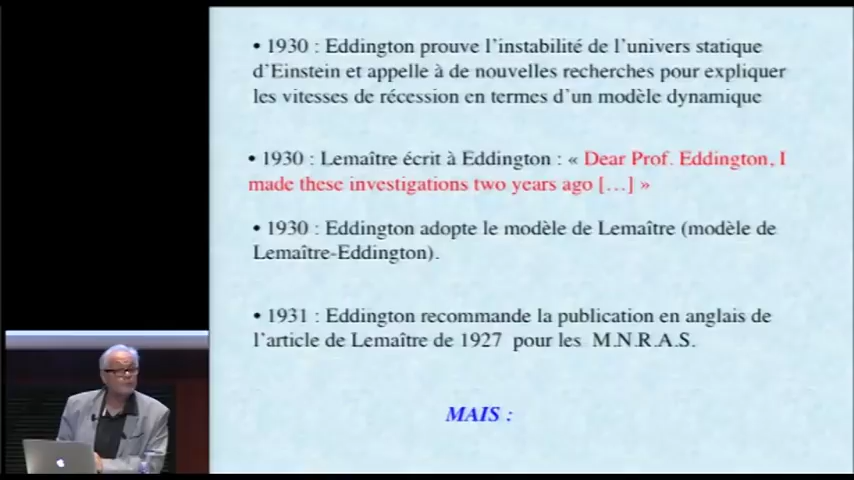 • 1930 : Eddington prouve l'instabilité de l'univers statique
d'Einstein et appelle à de nouvelles recherches pour expliquer
les vitesses de récession en termes d'un modèle dynamique
• 1930 : Lemaître écrit à Eddington : « Dear Prof. Eddington, I
made these investigations two years ago […] »
• 1930 : Eddington adopte le modèle de Lemaître (modèle de
Lemaître-Eddington).
• 1931 : Eddington recommande la publication en anglais de
l'article de Lemaître de 1927 pour les M.N.R.A.S.
MAIS :